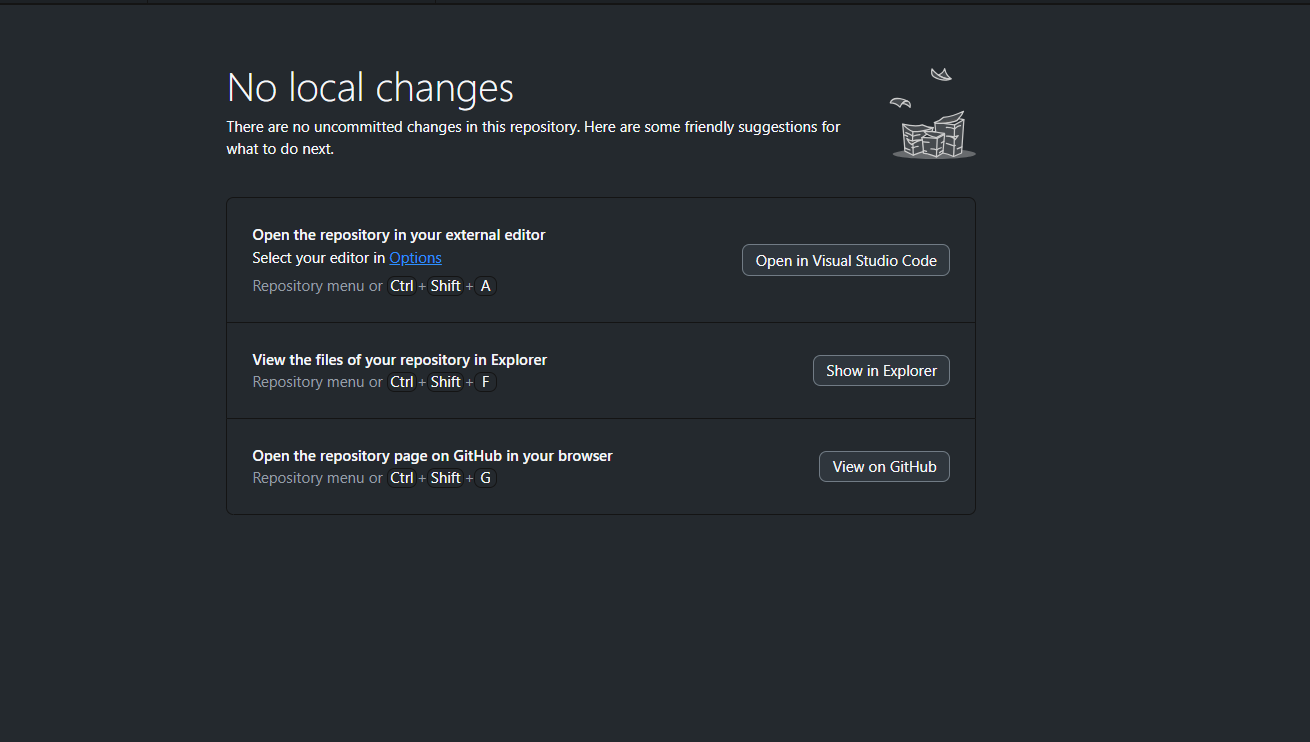 No local changes
There are no uncommitted changes in this repository. Here are some friendly suggestions for
what to do next.
Open the repository in your external editor
Select your editor in Options
Repository menu or Ctrl + Shift + A
Open in Visual Studio Code
View the files of your repository in Explorer
Repository menu or Ctrl + Shift + F
Show in Explorer
Open the repository page on GitHub in your browser
Repository menu or Ctrl + Shift + G
View on GitHub